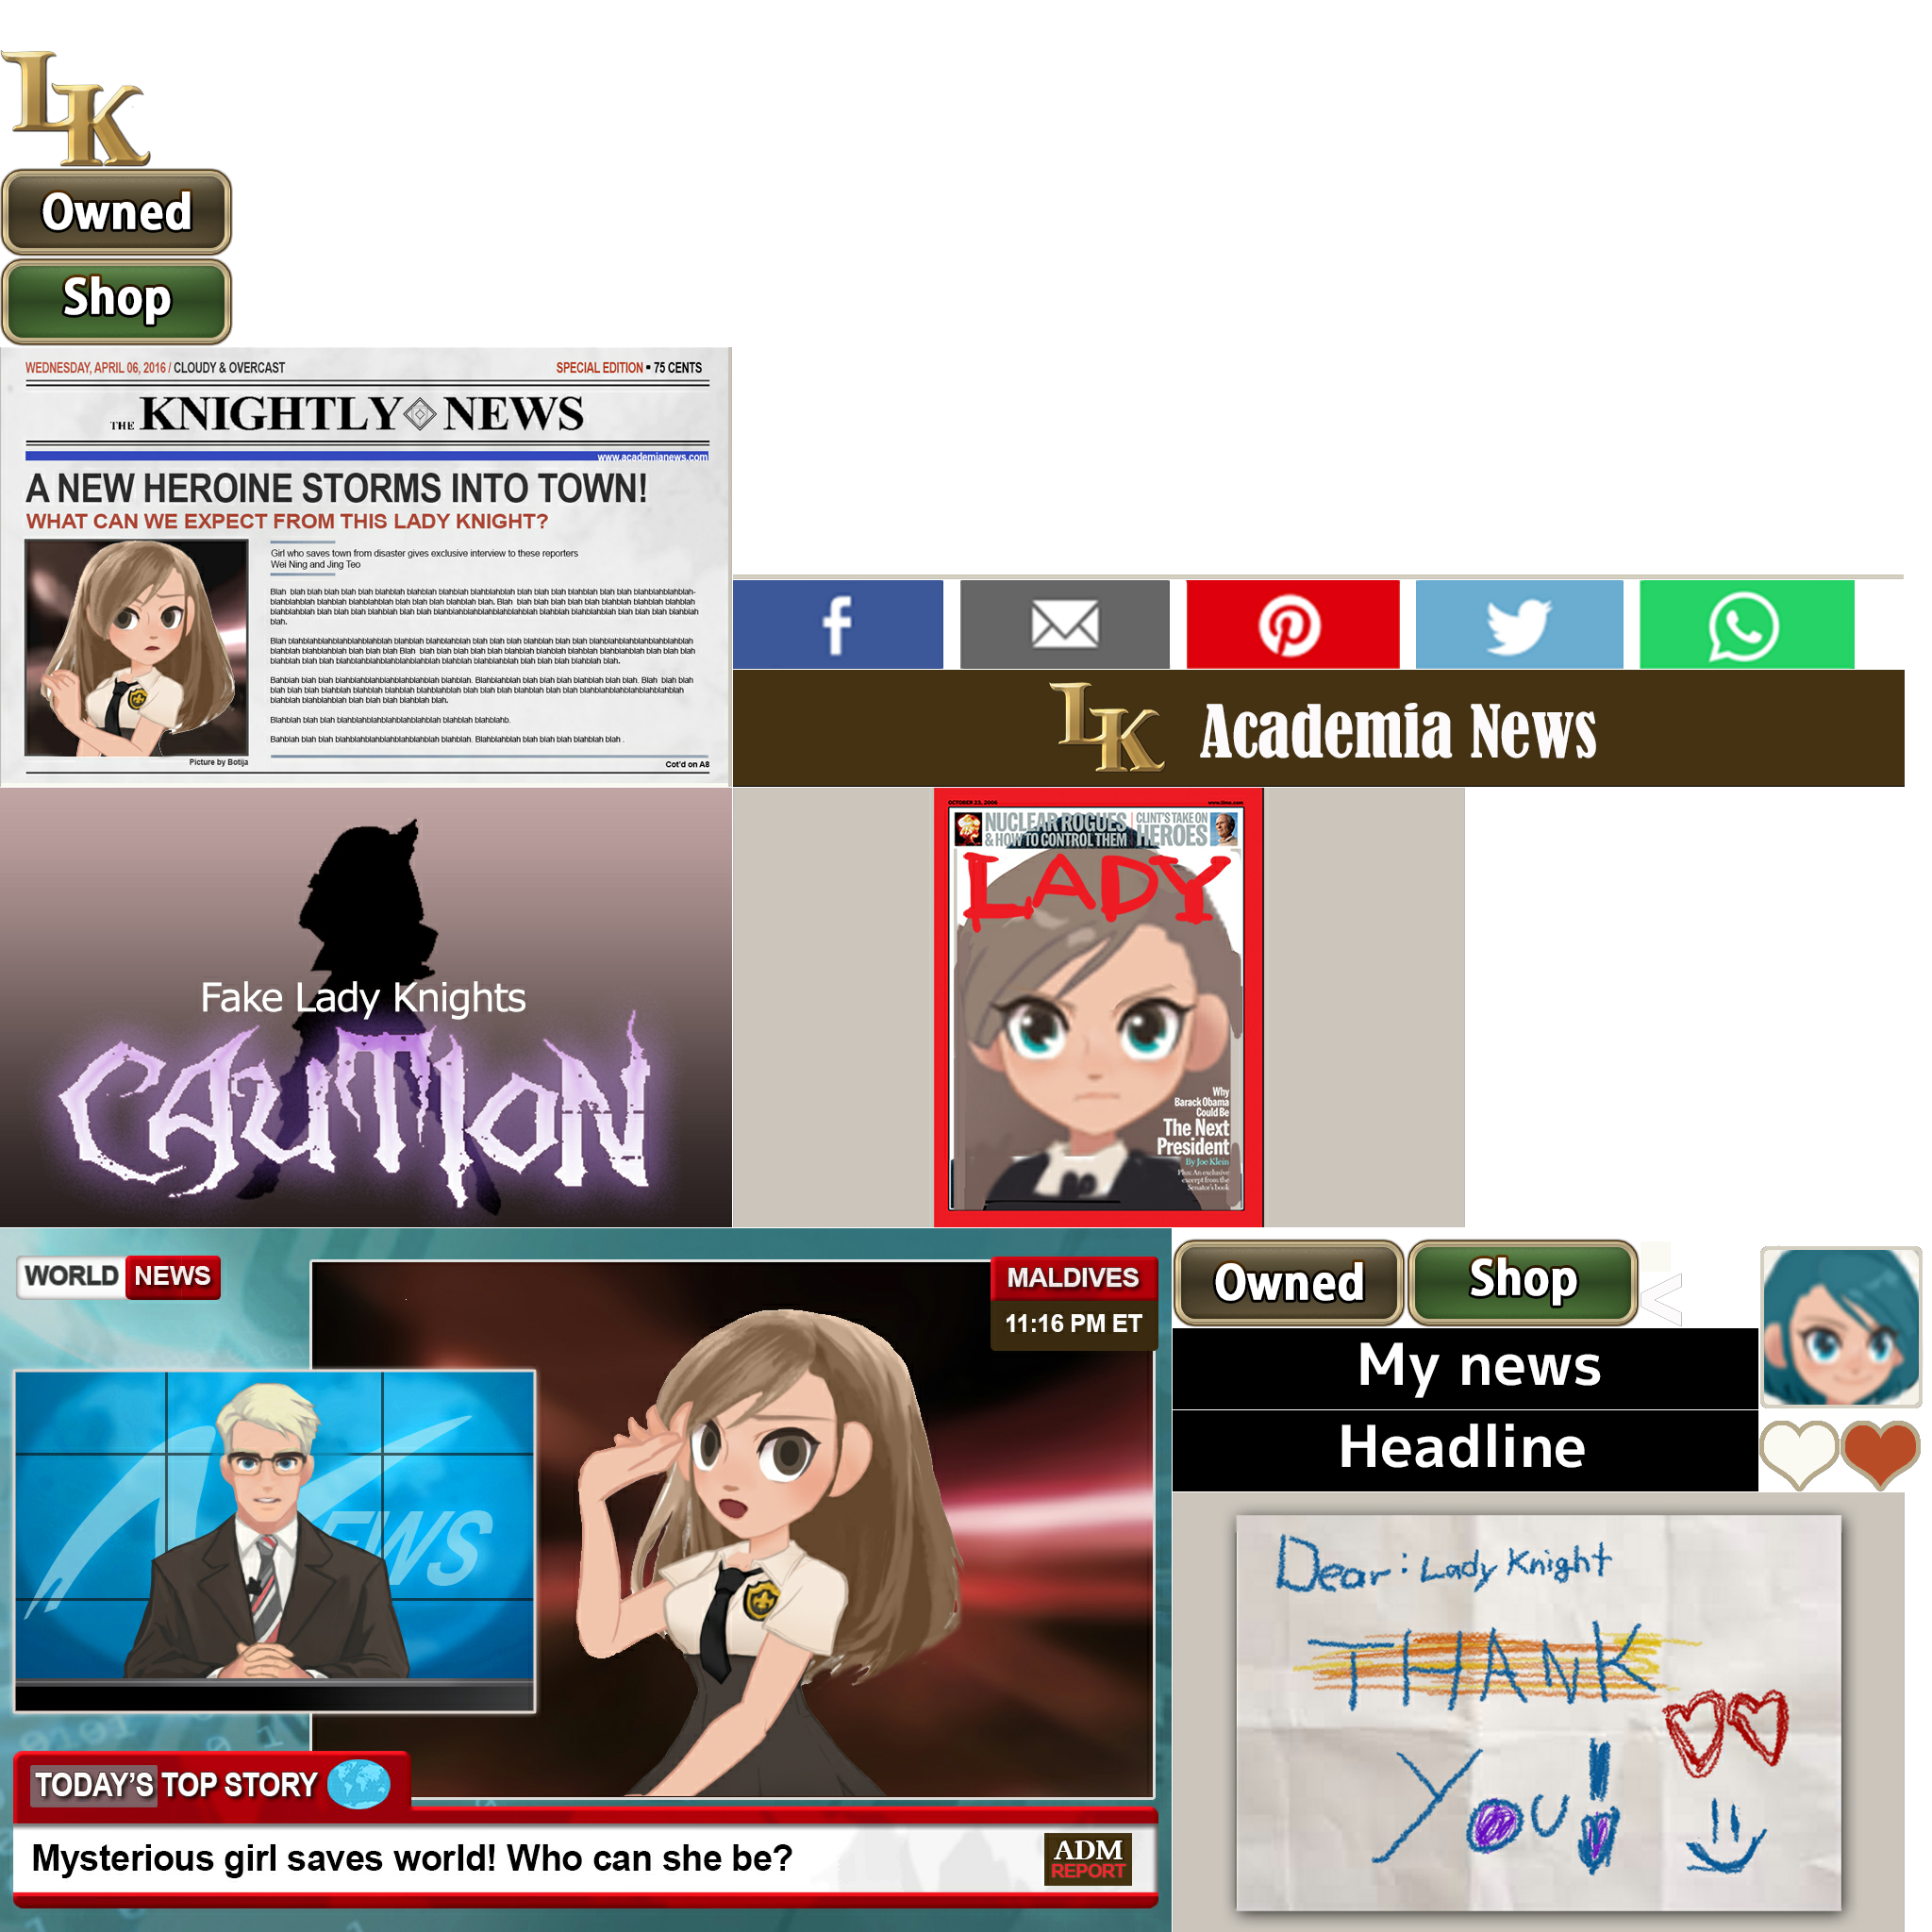 LK
Owned
Shop
WEDNESDAY, APRIL 06, 2016 / CLOUDY & OVERCAST
SPECIAL EDITION ▪ 75 CENTS
THE KNIGHTLY NEWS
www.academianews.com
A NEW HEROINE STORMS INTO TOWN!
WHAT CAN WE EXPECT FROM THIS LADY KNIGHT?
Girl who saves town from disaster gives exclusive interview to these reporters
Wei Ning and Jing Teo
Picture by Botija
Cot'd on A8
LK Academia News
Fake Lady Knights
CAUTION
OCTOBER 23, 2006
www.time.com
NUCLEAR ROGUES
& HOW TO CONTROL THEM
CLINT'S TAKE ON
HEROES
LADY
Why
Barack Obama
Could Be
The Next
President
By Joe Klein
Plus: An exclusive
excerpt from the
Senator's book
WORLD NEWS
MALDIVES
11:16 PM ET
NEWS
TODAY'S TOP STORY
Mysterious girl saves world! Who can she be?
ADM
REPORT
Owned
Shop
<
My news
Headline
Dear: Lady Knight
THANK
You!